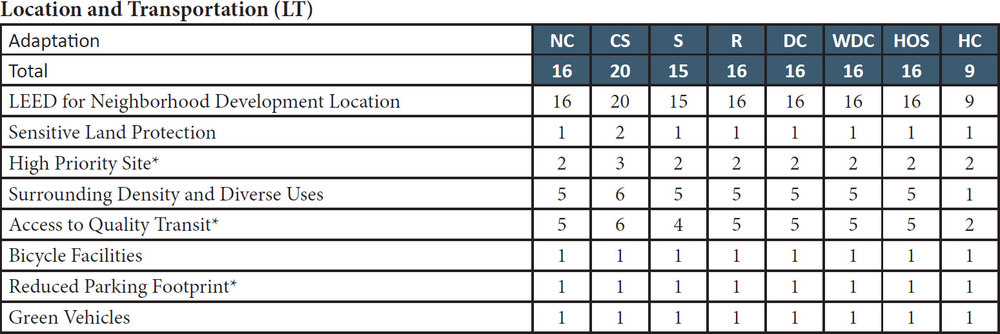 Location and Transportation (LT)
Adaptation NC CS S R DC WDC HOS HC
Total 16 20 15 16 16 16 16 9
LEED for Neighborhood Development Location 16 20 15 16 16 16 16 9
Sensitive Land Protection 1 2 1 1 1 1 1 1
High Priority Site* 2 3 2 2 2 2 2 2
Surrounding Density and Diverse Uses 5 6 5 5 5 5 5 1
Access to Quality Transit* 5 6 4 5 5 5 5 2
Bicycle Facilities 1 1 1 1 1 1 1 1
Reduced Parking Footprint* 1 1 1 1 1 1 1 1
Green Vehicles 1 1 1 1 1 1 1 1